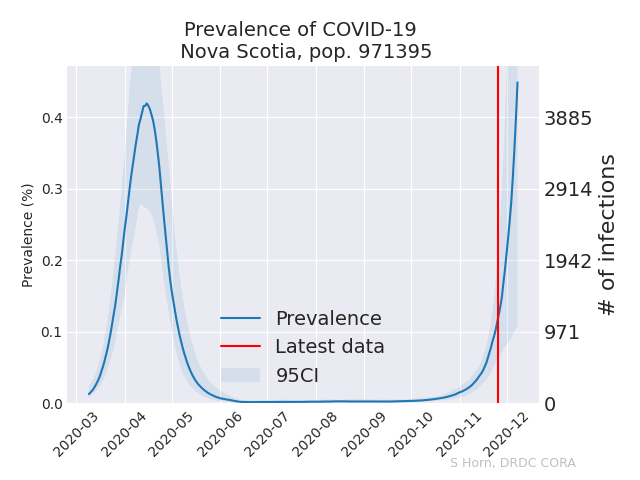 Prevalence of COVID-19
Nova Scotia, pop. 971395
Prevalence (%)
0.4
0.3
0.2
0.1
0.0
3885
2914
1942
971
0
# of infections
Prevalence
Latest data
95CI
2020-03
2020-04
2020-05
2020-06
2020-07
2020-08
2020-09
2020-10
2020-11
2020-12
S Horn, DRDC CORA